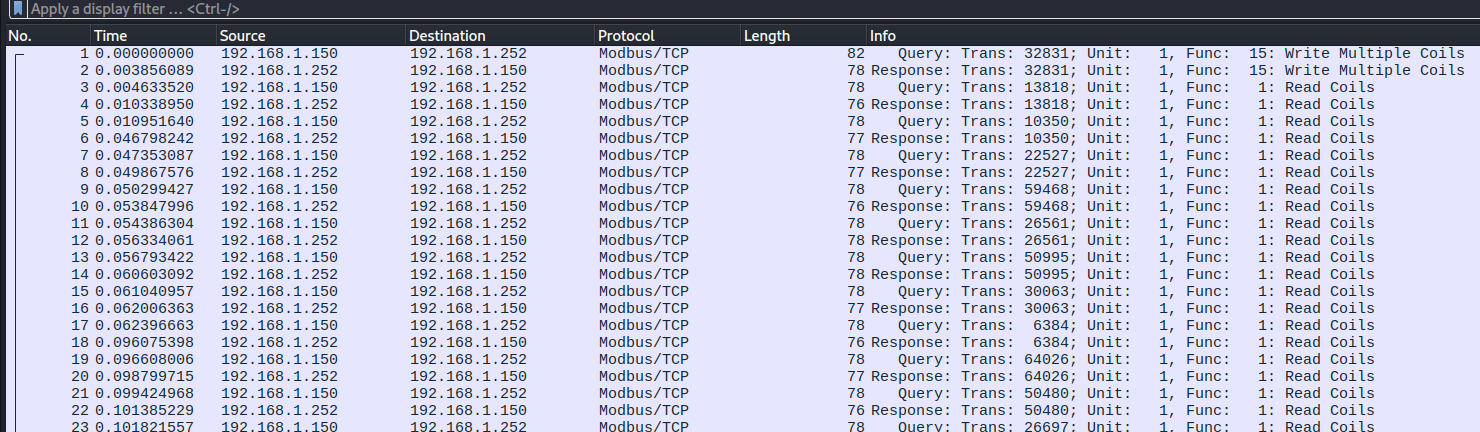 Apply a display filter … <Ctrl-/>
No. Time Source Destination Protocol Length Info
1 0.000000000 192.168.1.150 192.168.1.252 Modbus/TCP 82 Query: Trans: 32831; Unit: 1, Func: 15: Write Multiple Coils
2 0.003856089 192.168.1.252 192.168.1.150 Modbus/TCP 78 Response: Trans: 32831; Unit: 1, Func: 15: Write Multiple Coils
3 0.004633520 192.168.1.150 192.168.1.252 Modbus/TCP 78 Query: Trans: 13818; Unit: 1, Func: 1: Read Coils
4 0.010338950 192.168.1.252 192.168.1.150 Modbus/TCP 76 Response: Trans: 13818; Unit: 1, Func: 1: Read Coils
5 0.010951640 192.168.1.150 192.168.1.252 Modbus/TCP 78 Query: Trans: 10350; Unit: 1, Func: 1: Read Coils
6 0.046798242 192.168.1.252 192.168.1.150 Modbus/TCP 77 Response: Trans: 10350; Unit: 1, Func: 1: Read Coils
7 0.047353087 192.168.1.150 192.168.1.252 Modbus/TCP 78 Query: Trans: 22527; Unit: 1, Func: 1: Read Coils
8 0.049867576 192.168.1.252 192.168.1.150 Modbus/TCP 77 Response: Trans: 22527; Unit: 1, Func: 1: Read Coils
9 0.050299427 192.168.1.150 192.168.1.252 Modbus/TCP 78 Query: Trans: 59468; Unit: 1, Func: 1: Read Coils
10 0.053847996 192.168.1.252 192.168.1.150 Modbus/TCP 76 Response: Trans: 59468; Unit: 1, Func: 1: Read Coils
11 0.054386304 192.168.1.150 192.168.1.252 Modbus/TCP 78 Query: Trans: 26561; Unit: 1, Func: 1: Read Coils
12 0.056334061 192.168.1.252 192.168.1.150 Modbus/TCP 78 Response: Trans: 26561; Unit: 1, Func: 1: Read Coils
13 0.056793422 192.168.1.150 192.168.1.252 Modbus/TCP 78 Query: Trans: 50995; Unit: 1, Func: 1: Read Coils
14 0.060603092 192.168.1.252 192.168.1.150 Modbus/TCP 78 Response: Trans: 50995; Unit: 1, Func: 1: Read Coils
15 0.061040957 192.168.1.150 192.168.1.252 Modbus/TCP 78 Query: Trans: 30063; Unit: 1, Func: 1: Read Coils
16 0.062006363 192.168.1.252 192.168.1.150 Modbus/TCP 77 Response: Trans: 30063; Unit: 1, Func: 1: Read Coils
17 0.062396663 192.168.1.150 192.168.1.252 Modbus/TCP 78 Query: Trans: 6384; Unit: 1, Func: 1: Read Coils
18 0.096075398 192.168.1.252 192.168.1.150 Modbus/TCP 76 Response: Trans: 6384; Unit: 1, Func: 1: Read Coils
19 0.096608006 192.168.1.150 192.168.1.252 Modbus/TCP 78 Query: Trans: 64026; Unit: 1, Func: 1: Read Coils
20 0.098799715 192.168.1.252 192.168.1.150 Modbus/TCP 77 Response: Trans: 64026; Unit: 1, Func: 1: Read Coils
21 0.099424968 192.168.1.150 192.168.1.252 Modbus/TCP 78 Query: Trans: 50480; Unit: 1, Func: 1: Read Coils
22 0.101385229 192.168.1.252 192.168.1.150 Modbus/TCP 76 Response: Trans: 50480; Unit: 1, Func: 1: Read Coils
23 0.101821557 192.168.1.150 192.168.1.252 Modbus/TCP 78 Query: Trans: 26697; Unit: 1, Func: 1: Read Coils